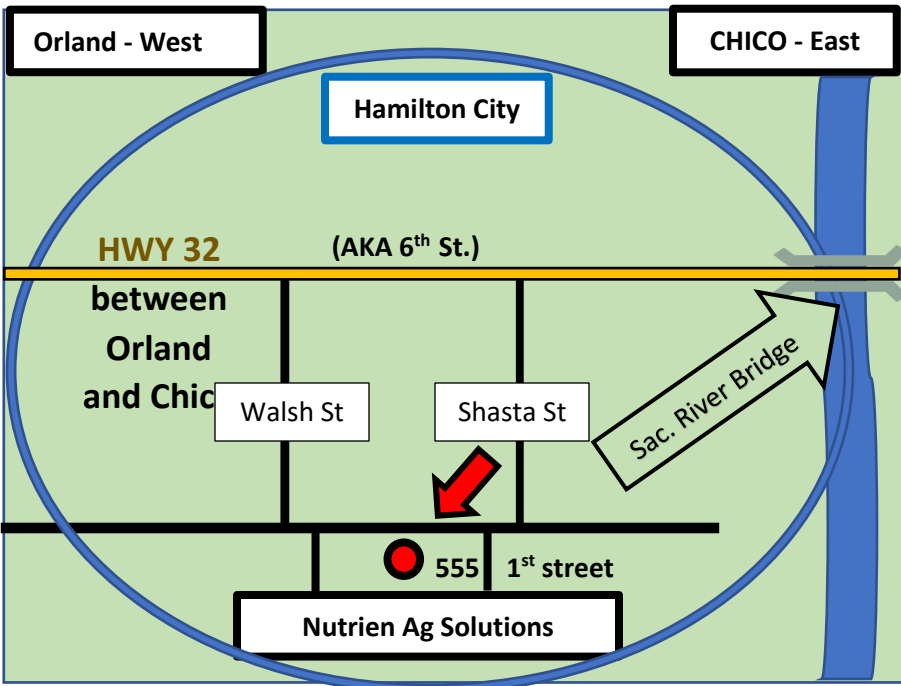 Orland - West
CHICO - East
Hamilton City
HWY 32
between
Orland
and Chic
(AKA 6th St.)
Walsh St
Shasta St
Sac. River Bridge
555
1st street
Nutrien Ag Solutions